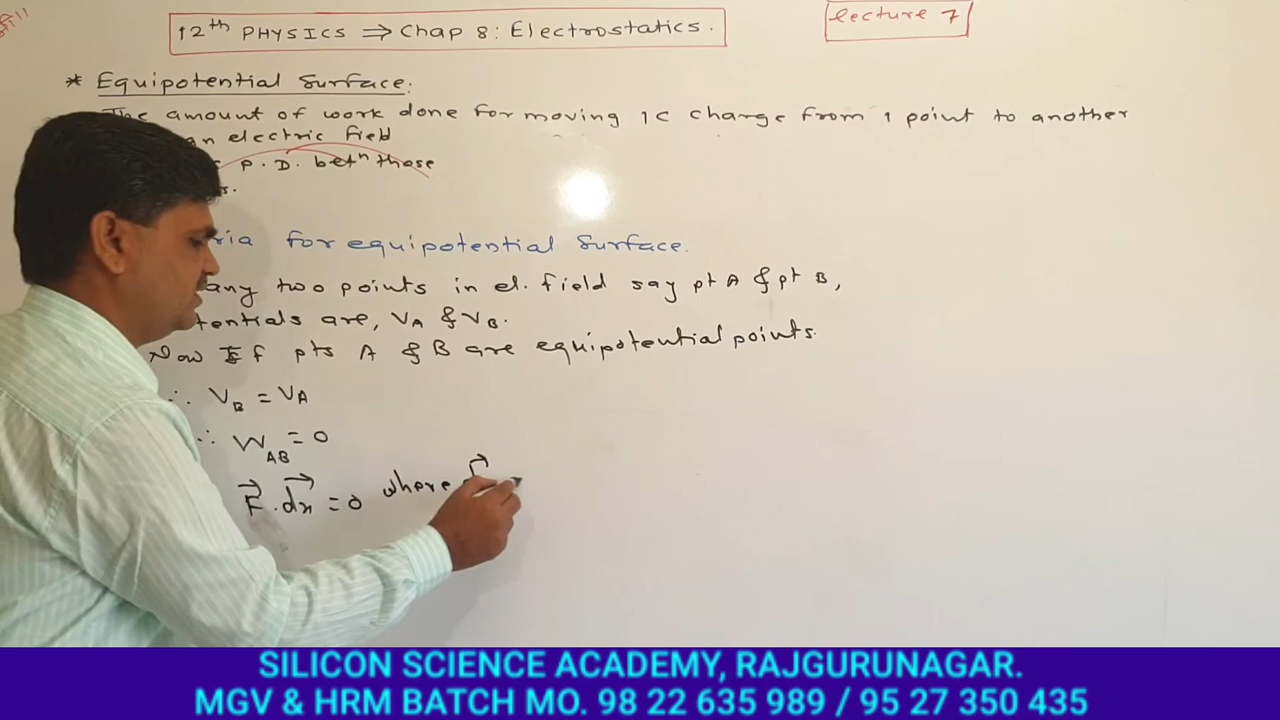 12th PHYSICS ⇒ Chap 8: Electrostatics.
lecture 7
* Equipotential Surface:
The amount of work done for moving 1C charge from 1 point to another
an electric field
P.D. betn those
for equipotential Surface.
any two points in el. field say pt A & pt B,
tentials are, VA & VB.
Now If pts A & B are equipotential points.
∴ VB = VA
∴ WAB = 0
F⃗ . dx⃗ = 0 where
SILICON SCIENCE ACADEMY, RAJGURUNAGAR.
MGV & HRM BATCH MO. 98 22 635 989 / 95 27 350 435